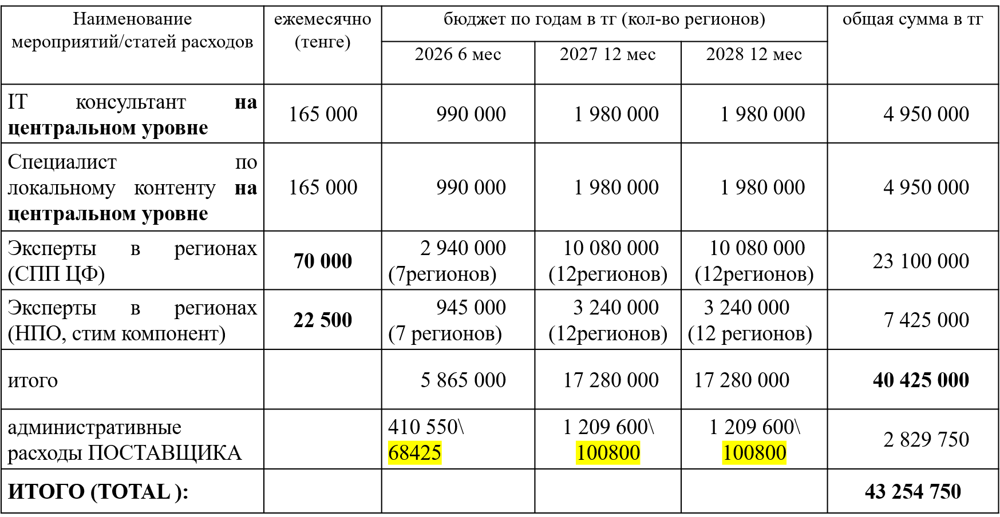 Наименование
мероприятий/статей расходов
ежемесячно
(тенге)
бюджет по годам в тг (кол-во регионов)
общая сумма в тг
2026 6 мес
2027 12 мес
2028 12 мес
IT консультант на
центральном уровне
165 000
990 000
1 980 000
1 980 000
4 950 000
Специалист по
локальному контенту на
центральном уровне
165 000
990 000
1 980 000
1 980 000
4 950 000
Эксперты в регионах
(СПП ЦФ)
70 000
2 940 000
(7регионов)
10 080 000
(12регионов)
10 080 000
(12регионов)
23 100 000
Эксперты в регионах
(НПО, стим компонент)
22 500
945 000
(7 регионов)
3 240 000
(12регионов)
3 240 000
(12 регионов)
7 425 000
итого
5 865 000
17 280 000
17 280 000
40 425 000
административные
расходы ПОСТАВЩИКА
410 550\
68425
1 209 600\
100800
1 209 600\
100800
2 829 750
ИТОГО (TOTAL ):
43 254 750